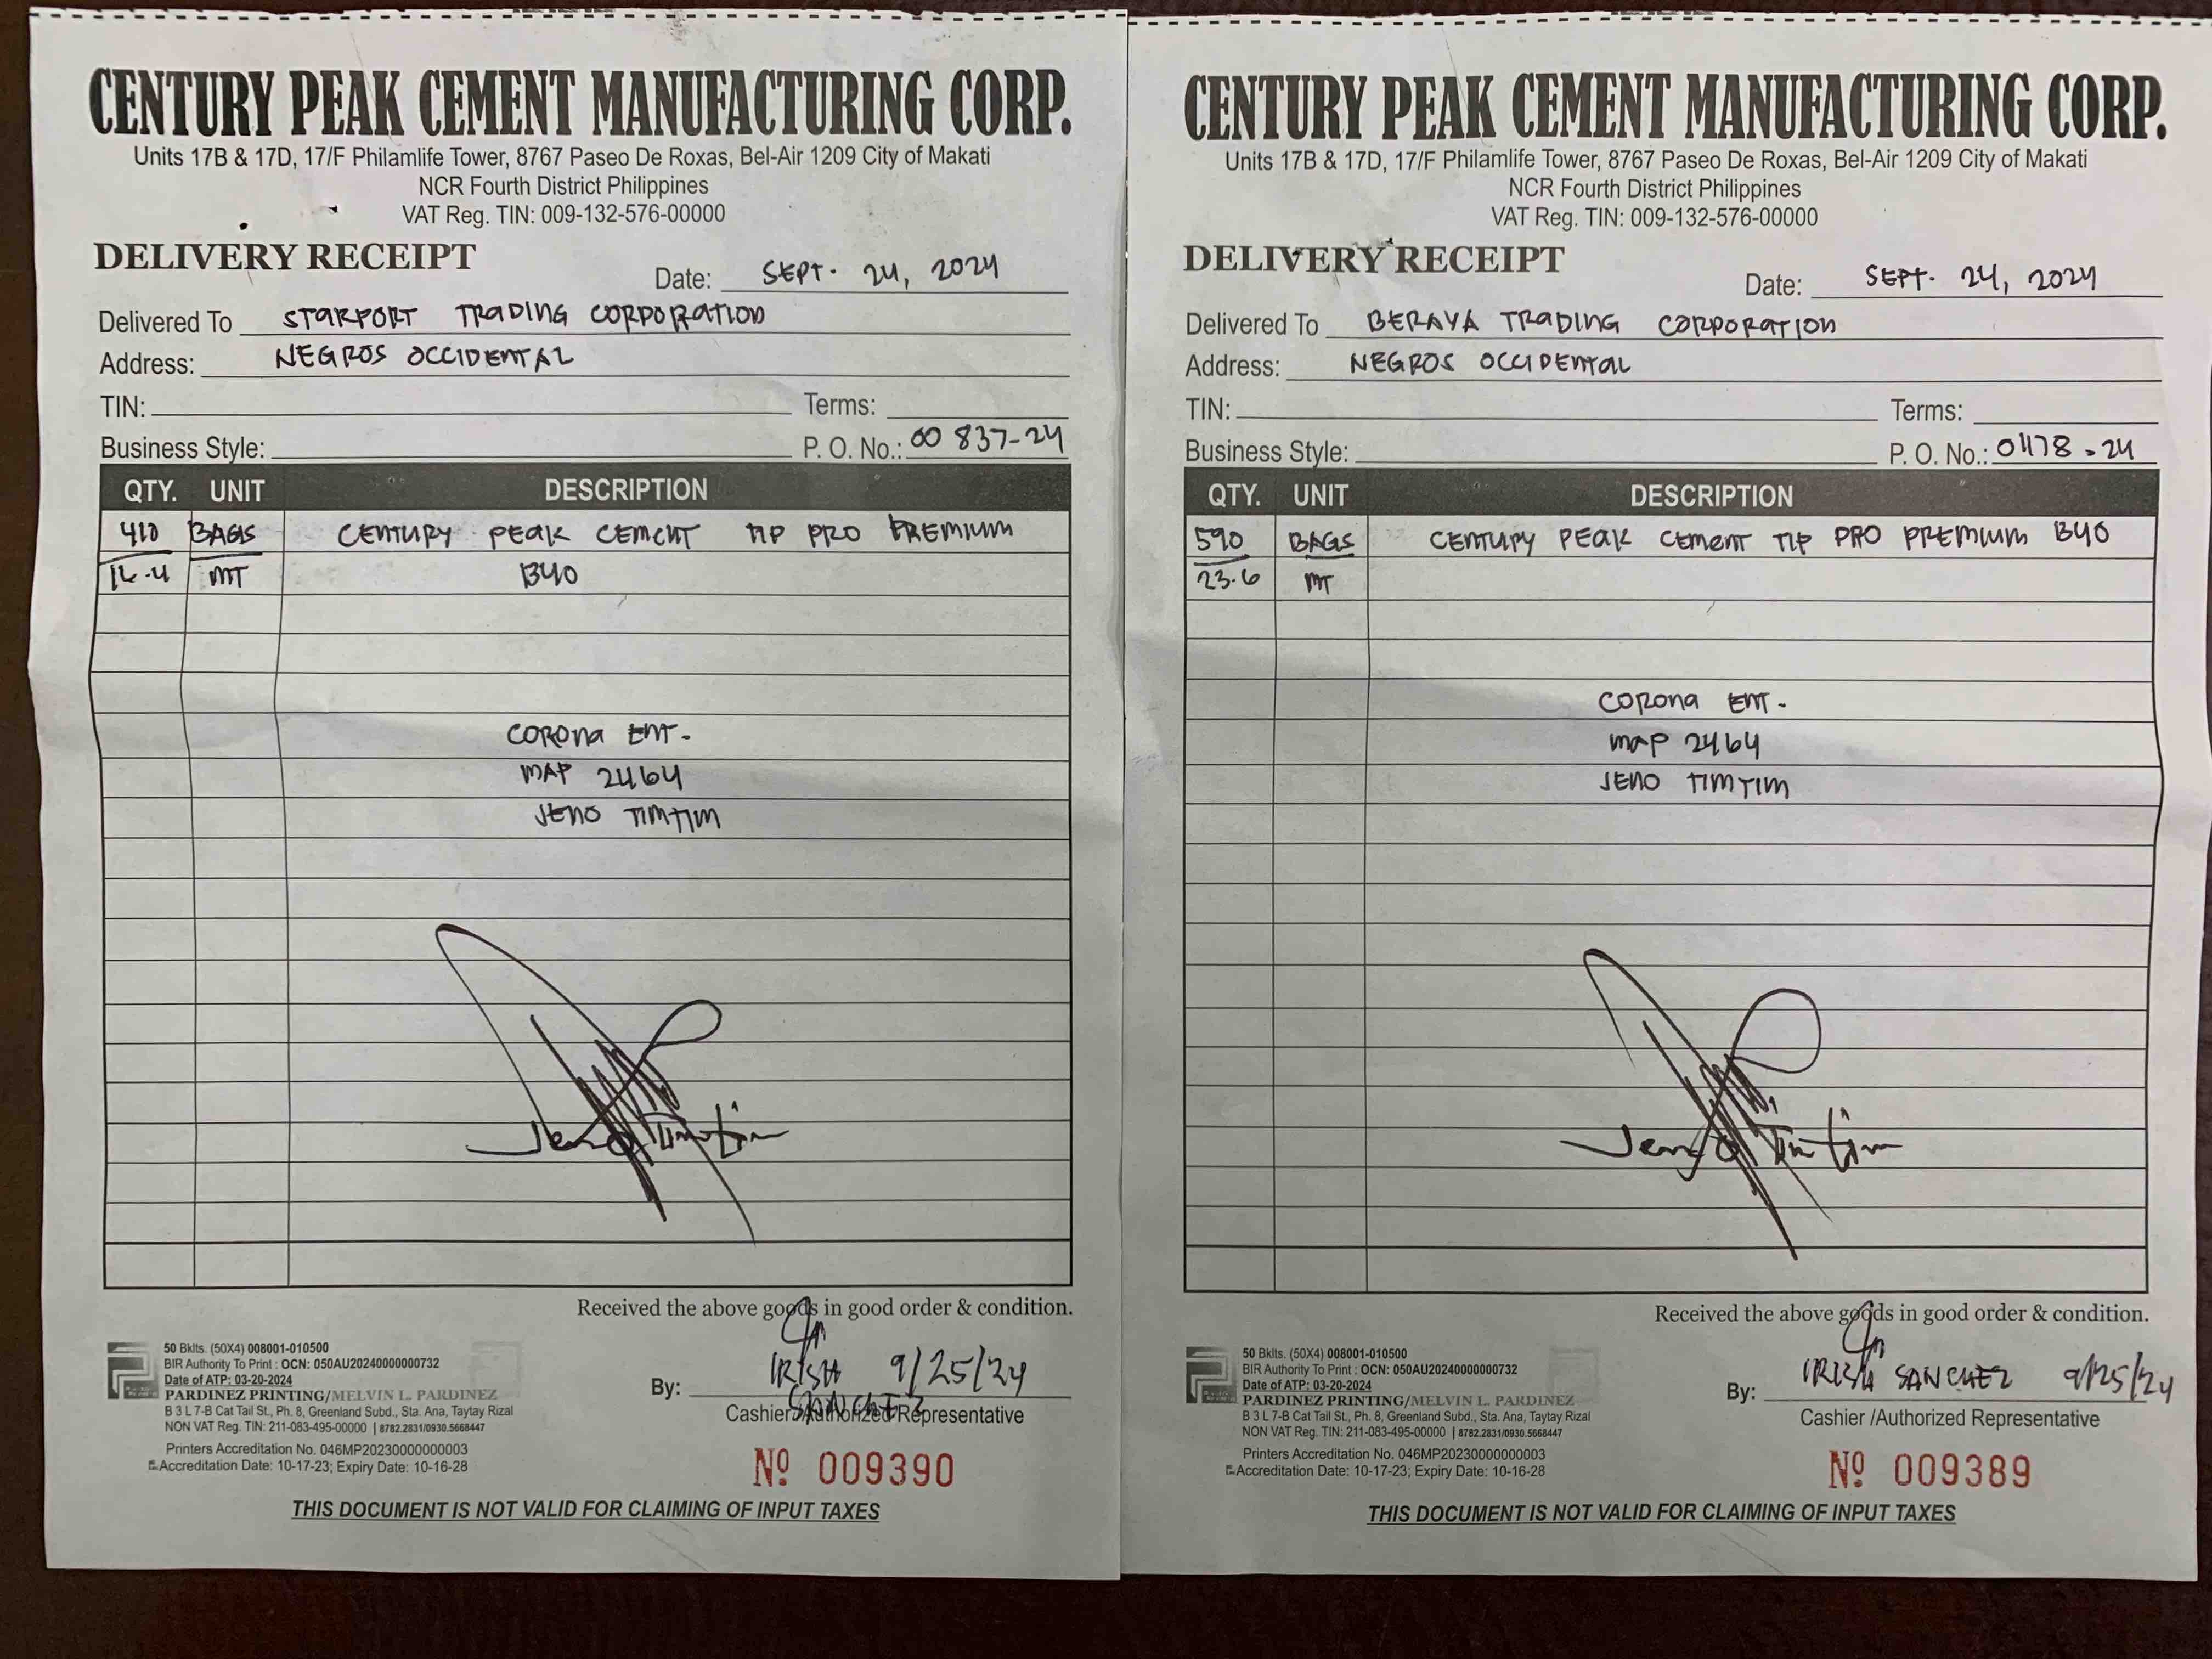 CENTURY PEAK CEMENT MANUFACTURING CORP.
Units 17B & 17D, 17/F Philamlife Tower, 8767 Paseo De Roxas, Bel-Air 1209 City of Makati
NCR Fourth District Philippines
VAT Reg. TIN: 009-132-576-00000
DELIVERY RECEIPT
Date: SEPT. 24, 2024
Delivered To STARPORT TRADING CORPORATION
Address: NEGROS OCCIDENTAL
TIN: Terms:
Business Style: P. O. No.: 00 837-24
QTY. UNIT DESCRIPTION
410 BAGS CENTURY PEAK CEMENT TIP PRO PREMIUM
16.4 MT B40
CORONA ENT.
MAP 2464
JENO TIMTIM
Jeno Timtim
Received the above goods in good order & condition.
50 Bklts. (50X4) 008001-010500
BIR Authority To Print : OCN: 050AU20240000000732
Date of ATP: 03-20-2024
PARDINEZ PRINTING/MELVIN L. PARDINEZ
B 3 L 7-B Cat Tail St., Ph. 8, Greenland Subd., Sta. Ana, Taytay Rizal
NON VAT Reg. TIN: 211-083-495-00000 | 8782.2831/0930.5668447
Printers Accreditation No. 046MP20230000000003
Accreditation Date: 10-17-23; Expiry Date: 10-16-28
By: IRISH 9/25/24
SANCHEZ
Cashier /Authorized Representative
Nº 009390
THIS DOCUMENT IS NOT VALID FOR CLAIMING OF INPUT TAXES
CENTURY PEAK CEMENT MANUFACTURING CORP.
Units 17B & 17D, 17/F Philamlife Tower, 8767 Paseo De Roxas, Bel-Air 1209 City of Makati
NCR Fourth District Philippines
VAT Reg. TIN: 009-132-576-00000
DELIVERY RECEIPT
Date: SEPT. 24, 2024
Delivered To BERAYA TRADING CORPORATION
Address: NEGROS OCCIDENTAL
TIN: Terms:
Business Style: P. O. No.: 01178-24
QTY. UNIT DESCRIPTION
590 BAGS CENTURY PEAK CEMENT TIP PRO PREMIUM B40
23.6 MT
CORONA ENT.
MAP 2464
JENO TIMTIM
Jeno Timtim
Received the above goods in good order & condition.
50 Bklts. (50X4) 008001-010500
BIR Authority To Print : OCN: 050AU20240000000732
Date of ATP: 03-20-2024
PARDINEZ PRINTING/MELVIN L. PARDINEZ
B 3 L 7-B Cat Tail St., Ph. 8, Greenland Subd., Sta. Ana, Taytay Rizal
NON VAT Reg. TIN: 211-083-495-00000 | 8782.2831/0930.5668447
Printers Accreditation No. 046MP20230000000003
Accreditation Date: 10-17-23; Expiry Date: 10-16-28
By: IRISH SANCHEZ 9/25/24
Cashier /Authorized Representative
Nº 009389
THIS DOCUMENT IS NOT VALID FOR CLAIMING OF INPUT TAXES